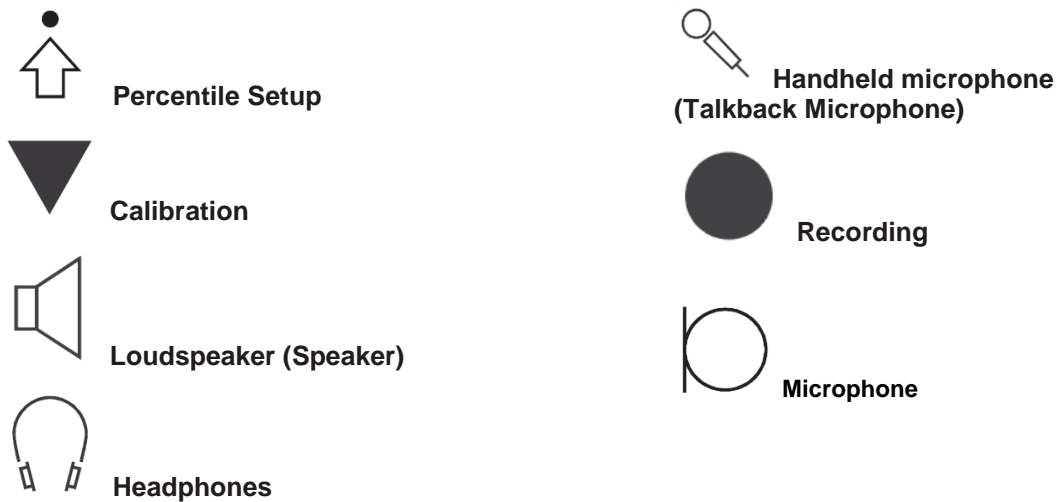 Percentile Setup
Calibration
Loudspeaker (Speaker)
Headphones
Handheld microphone
(Talkback Microphone)
Recording
Microphone